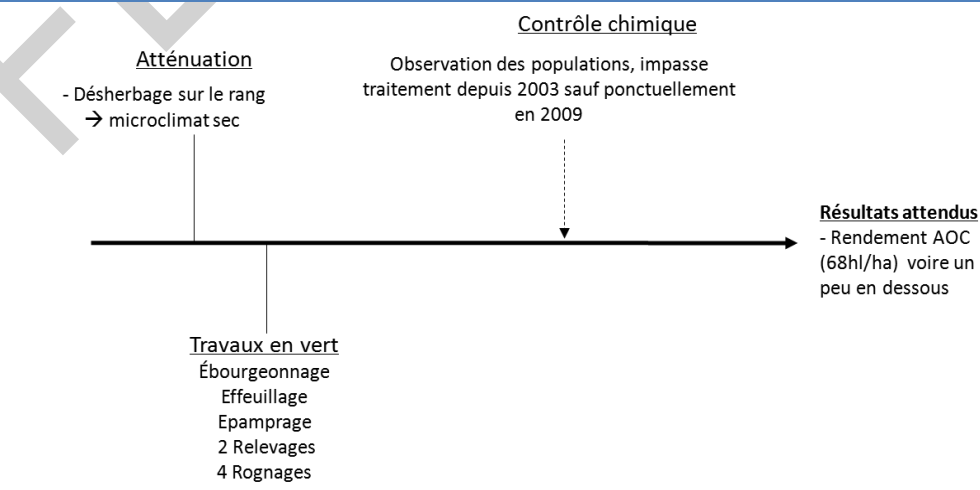 Contrôle chimique
Observation des populations, impasse
traitement depuis 2003 sauf ponctuellement
en 2009
Atténuation
- Désherbage sur le rang
→ microclimat sec
Résultats attendus
- Rendement AOC
(68hl/ha) voire un
peu en dessous
Travaux en vert
Ébourgeonnage
Effeuillage
Epamprage
2 Relevages
4 Rognages